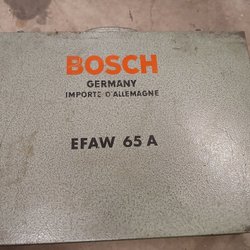 BOSCH
GERMANY
IMPORTE D'ALLEMAGNE
EFAW 65 A